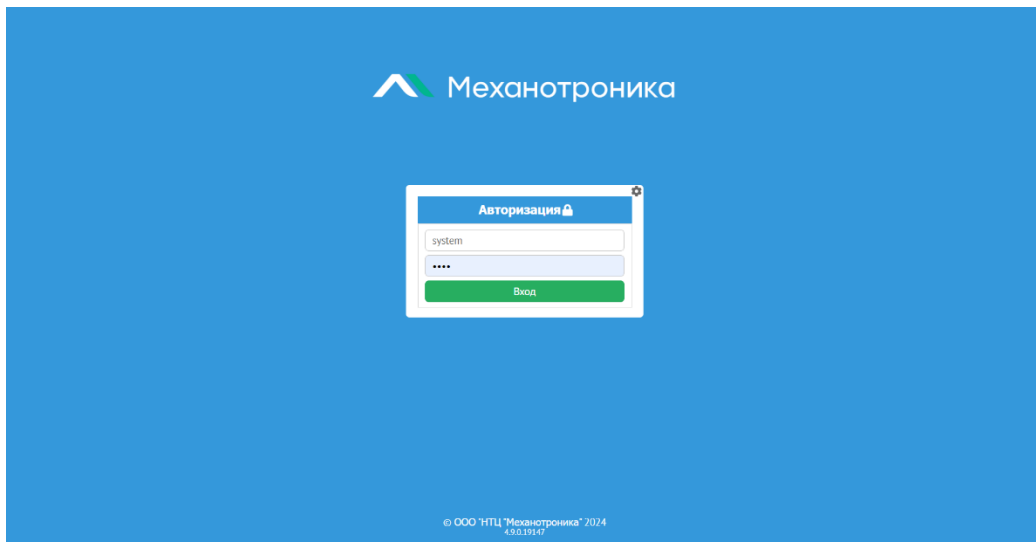 Механотроника
Авторизация
system
••••
Вход
© ООО "НТЦ "Механотроника" 2024
4.9.0.19147